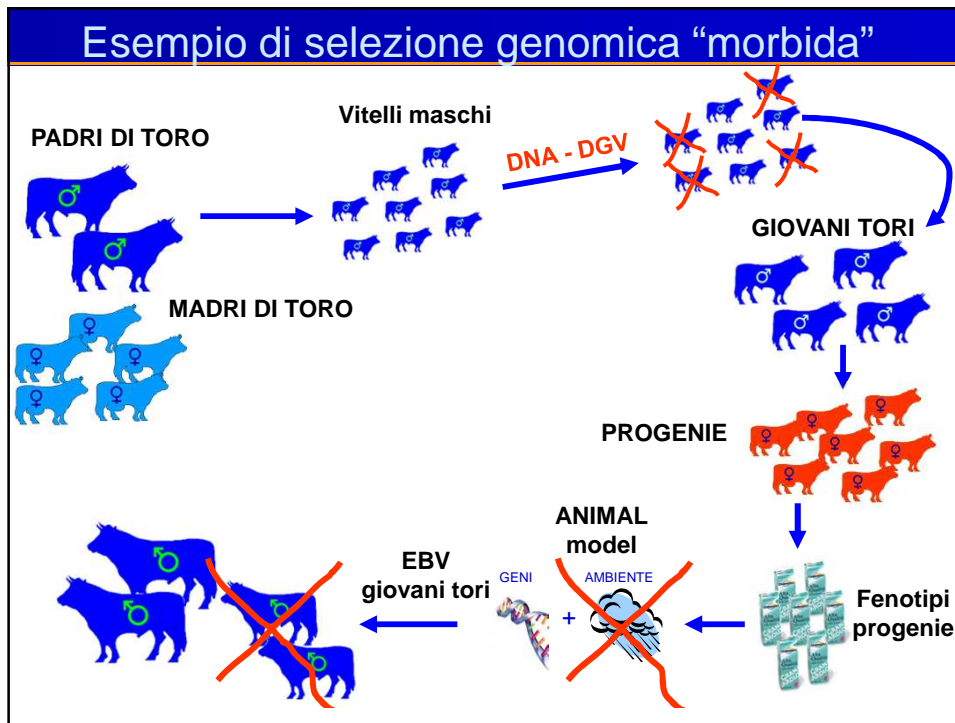 Esempio di selezione genomica “morbida”
Vitelli maschi
PADRI DI TORO
DNA - DGV
GIOVANI TORI
MADRI DI TORO
PROGENIE
ANIMAL
model
EBV
giovani tori
GENI
+
AMBIENTE
Fenotipi
progenie